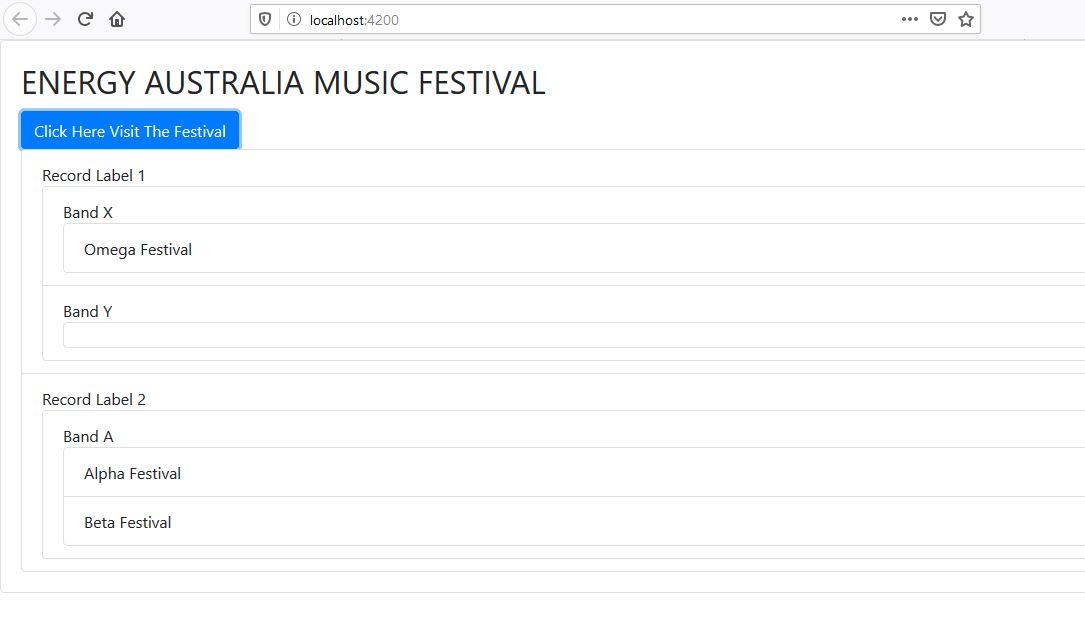 localhost:4200
ENERGY AUSTRALIA MUSIC FESTIVAL
Click Here Visit The Festival
Record Label 1
Band X
Omega Festival
Band Y
Record Label 2
Band A
Alpha Festival
Beta Festival